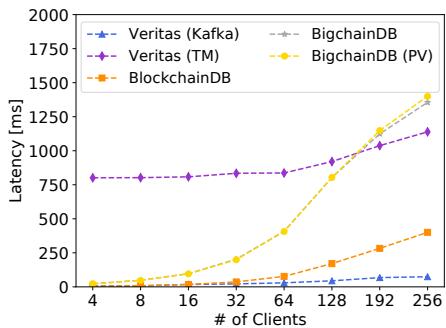 2000
1750
1500
1250
1000
750
500
250
0
Latency [ms]
Veritas (Kafka)
Veritas (TM)
BlockchainDB
BigchainDB
BigchainDB (PV)
4 8 16 32 64 128 192 256
# of Clients